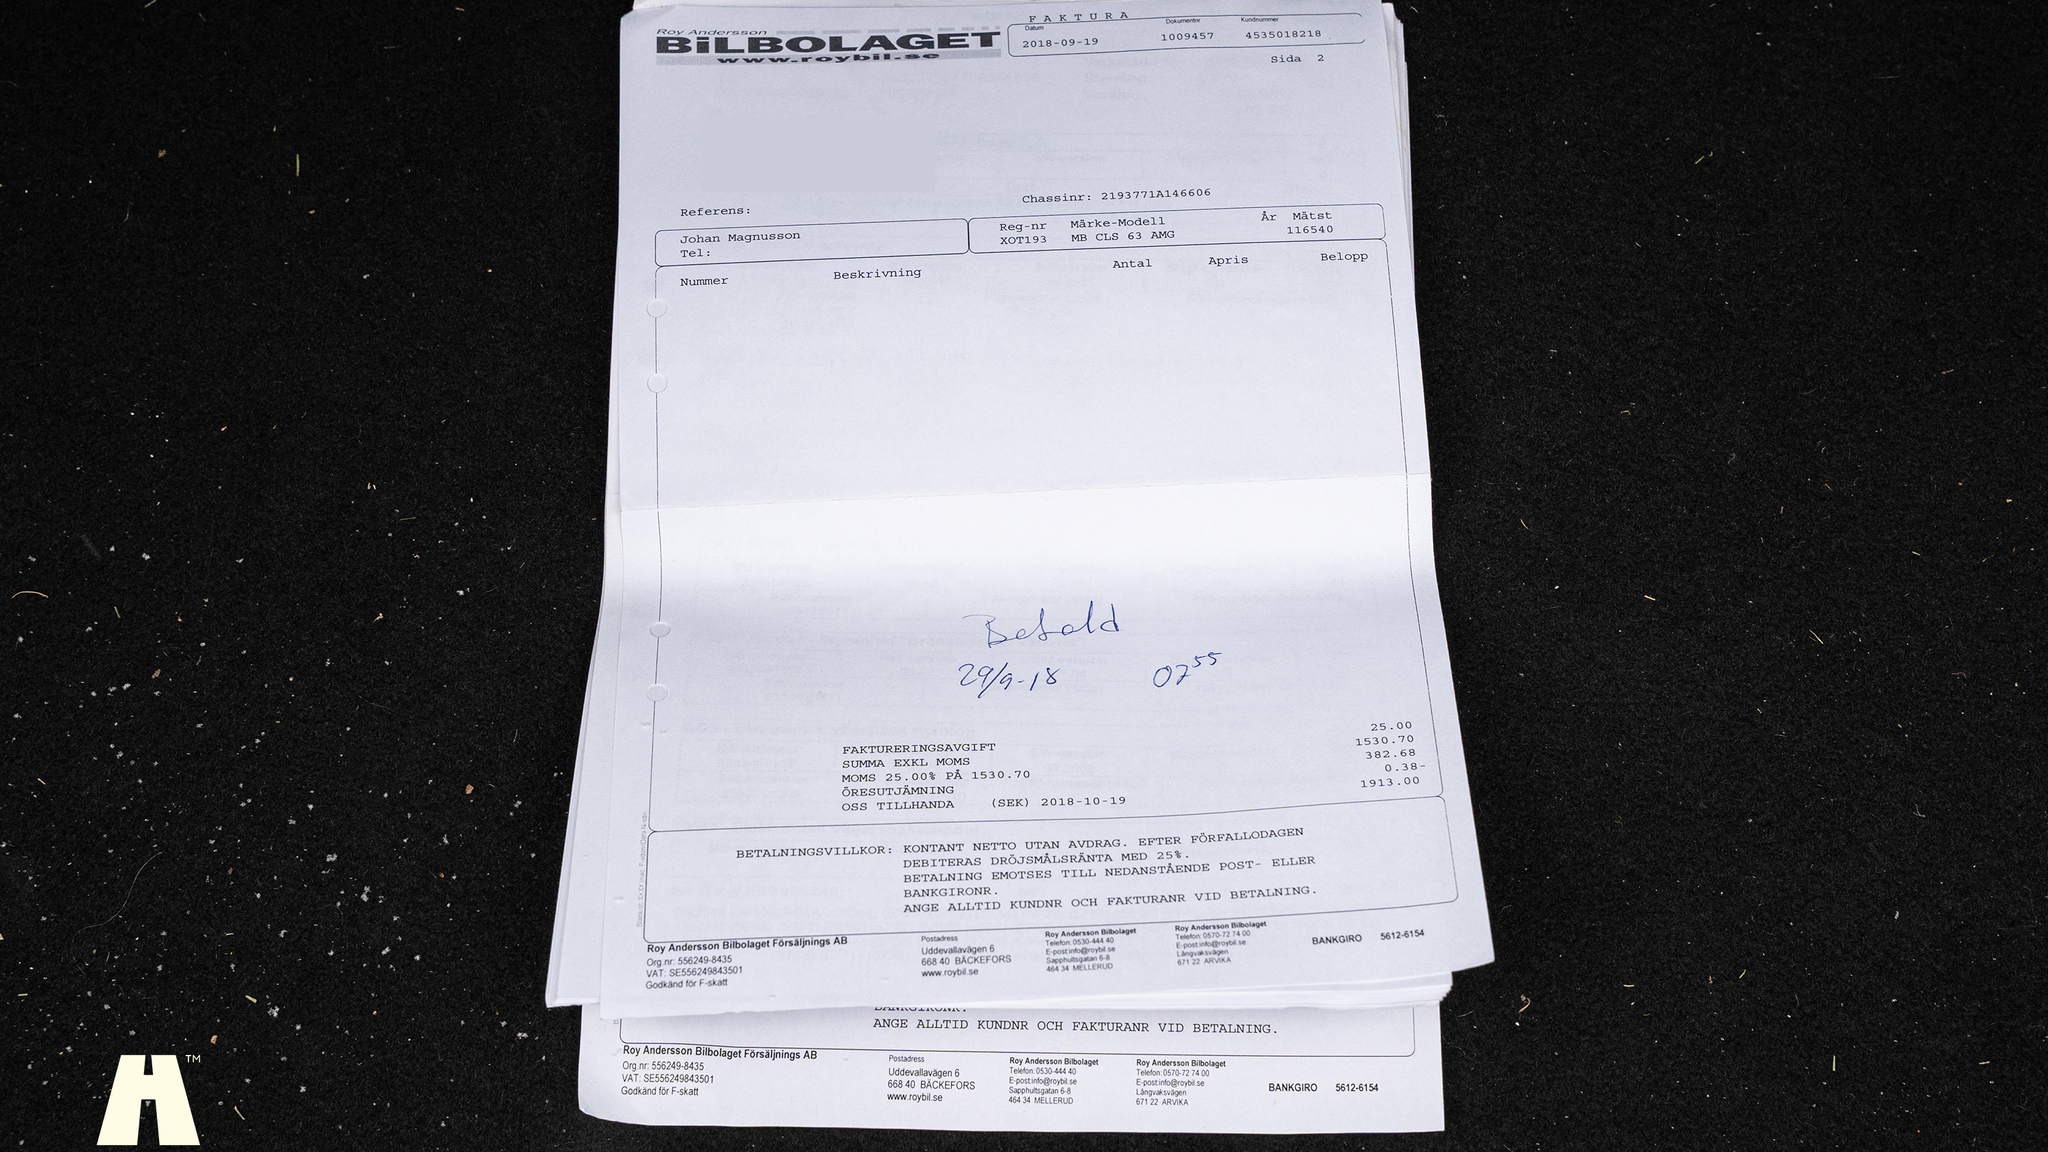 Roy Andersson
BiLBOLAGET
www.roybil.se
FAKTURA
Datum Dokumentnr Kundnummer
2018-09-19 1009457 4535018218
Sida 2
Chassinr: 2193771A146606
Referens:
Johan Magnusson
Tel:
Reg-nr Märke-Modell År Mätst
XOT193 MB CLS 63 AMG 116540
Nummer Beskrivning Antal Apris Belopp
Betald
29/9-18 07 55
FAKTURERINGSAVGIFT 25.00
SUMMA EXKL MOMS 1530.70
MOMS 25.00% PÅ 1530.70 382.68
ÖRESUTJÄMNING 0.38-
OSS TILLHANDA (SEK) 2018-10-19 1913.00
BETALNINGSVILLKOR: KONTANT NETTO UTAN AVDRAG. EFTER FÖRFALLODAGEN
DEBITERAS DRÖJSMÅLSRÄNTA MED 25%.
BETALNING EMOTSES TILL NEDANSTÅENDE POST- ELLER
BANKGIRONR.
ANGE ALLTID KUNDNR OCH FAKTURANR VID BETALNING.
Roy Andersson Bilbolaget Försäljnings AB
Org.nr: 556249-8435
VAT: SE556249843501
Godkänd för F-skatt
Postadress
Uddevallavägen 6
668 40 BÄCKEFORS
www.roybil.se
Roy Andersson Bilbolaget
Telefon: 0530-444 40
E-post:info@roybil.se
Sapphultsgatan 6-8
464 34 MELLERUD
Roy Andersson Bilbolaget
Telefon: 0570-72 74 00
E-post:info@roybil.se
Långvaksvägen
671 22 ARVIKA
BANKGIRO 5612-6154
BANKGIRONR.
ANGE ALLTID KUNDNR OCH FAKTURANR VID BETALNING.
Roy Andersson Bilbolaget Försäljnings AB
Org.nr: 556249-8435
VAT: SE556249843501
Godkänd för F-skatt
Postadress
Uddevallavägen 6
668 40 BÄCKEFORS
www.roybil.se
Roy Andersson Bilbolaget
Telefon: 0530-444 40
E-post:info@roybil.se
Sapphultsgatan 6-8
464 34 MELLERUD
Roy Andersson Bilbolaget
Telefon: 0570-72 74 00
E-post:info@roybil.se
Långvaksvägen
671 22 ARVIKA
BANKGIRO 5612-6154
H™